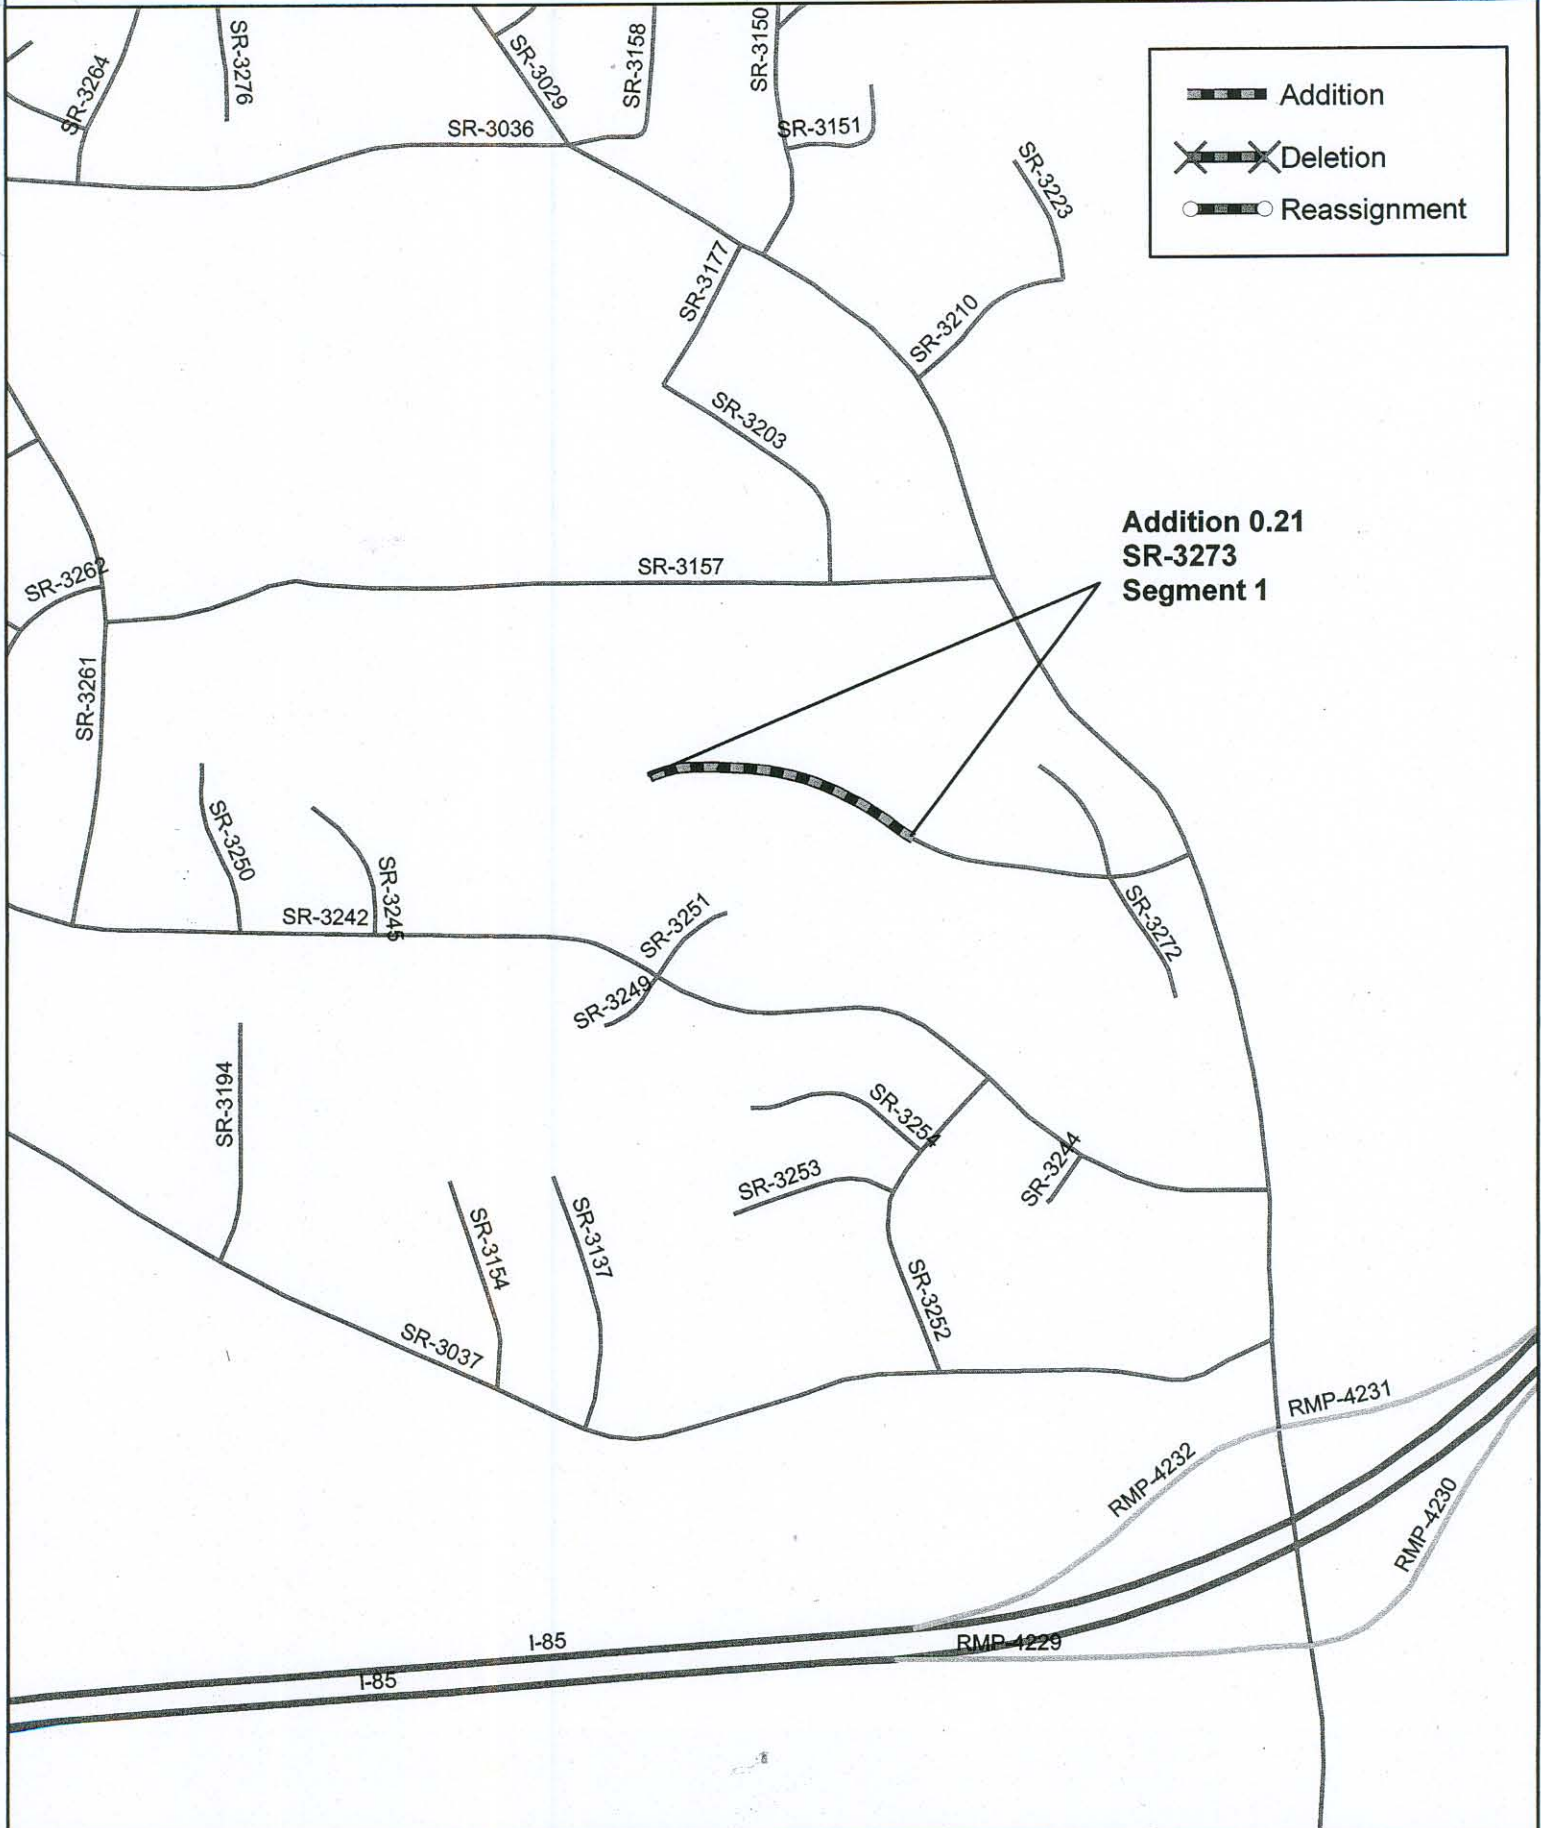 SR-3264
SR-3276
SR-3029
SR-3158
SR-3150
SR-3036
SR-3151
Addition
Deletion
Reassignment
SR-3223
SR-3177
SR-3210
SR-3203
Addition 0.21
SR-3273
Segment 1
SR-3262
SR-3157
SR-3261
SR-3250
SR-3245
SR-3242
SR-3251
SR-3249
SR-3272
SR-3194
SR-3254
SR-3253
SR-3244
SR-3154
SR-3137
SR-3252
SR-3037
RMP-4231
RMP-4232
RMP-4230
I-85
RMP-4229
I-85